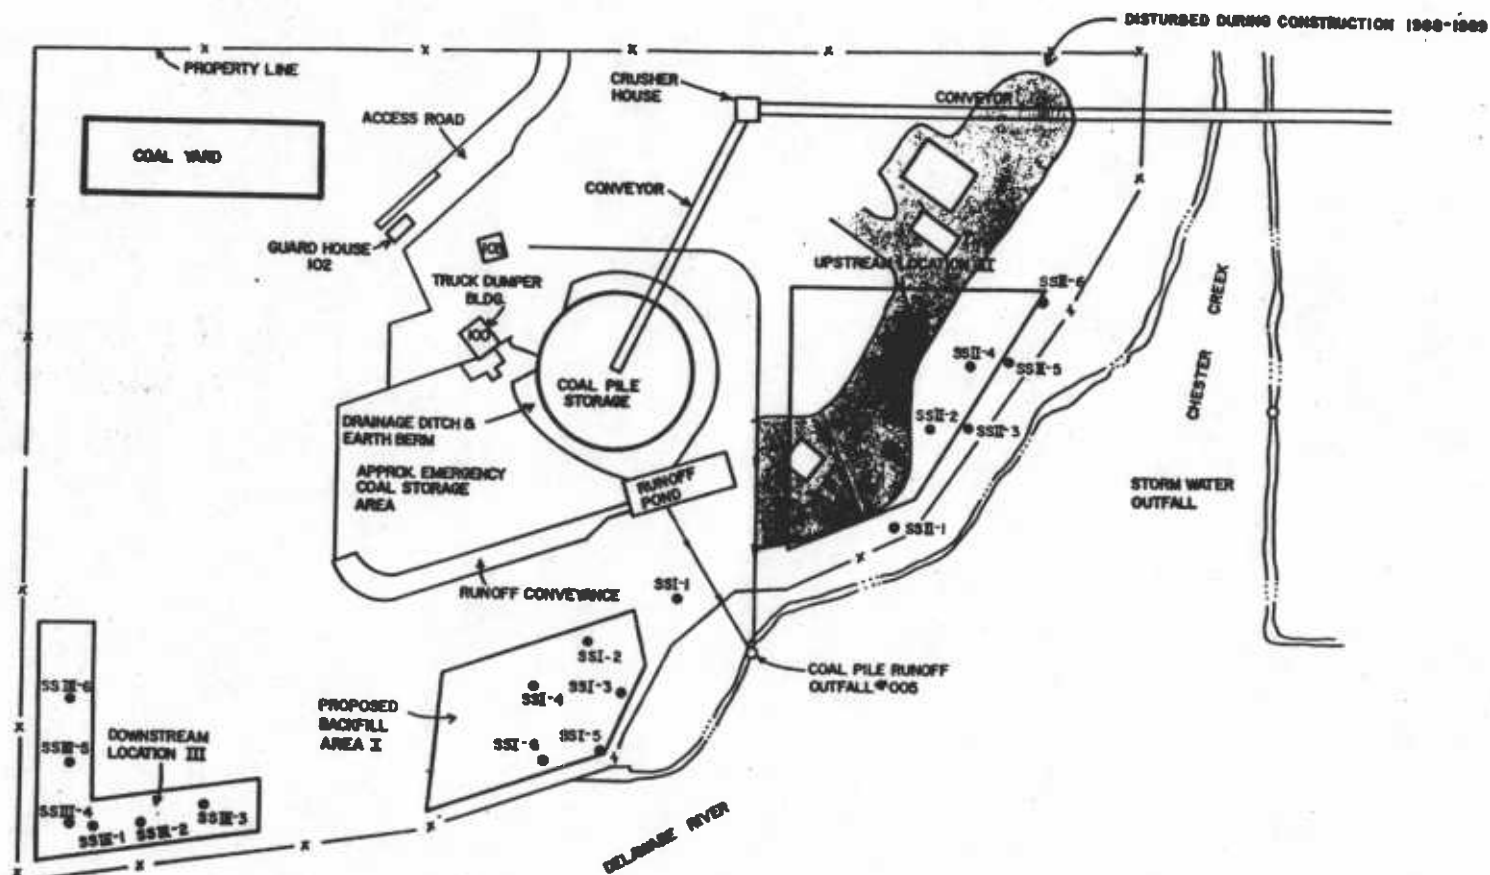 DISTURBED DURING CONSTRUCTION 1988-1989
PROPERTY LINE
CRUSHER
HOUSE
CONVEYOR
ACCESS ROAD
COAL YARD
CONVEYOR
GUARD HOUSE
102
TRUCK DUMPER
BLDG.
100
UPSTREAM LOCATION II
SSII-6
CHESTER CREEK
SSII-4
SSII-5
COAL PILE
STORAGE
DRAINAGE DITCH &
EARTH BERM
SSII-2
SSII-3
APPROX. EMERGENCY
COAL STORAGE
AREA
RUNOFF
POND
STORM WATER
OUTFALL
SSII-1
SSI-1
RUNOFF CONVEYANCE
SSI-2
COAL PILE RUNOFF
OUTFALL #005
SSI-3
SSI-4
PROPOSED
BACKFILL
AREA I
SSI-5
SSI-6
SSIII-6
DOWNSTREAM
LOCATION III
SSIII-5
SSIII-4
SSIII-1
SSIII-2
SSIII-3
DELAWARE RIVER